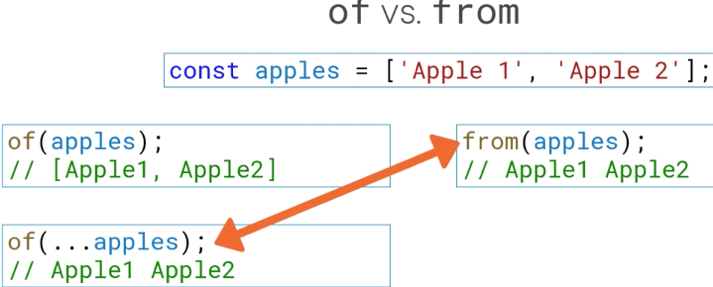 of vs. from
const apples = ['Apple 1', 'Apple 2'];
of(apples);
// [Apple1, Apple2]
from(apples);
// Apple1 Apple2
of(...apples);
// Apple1 Apple2